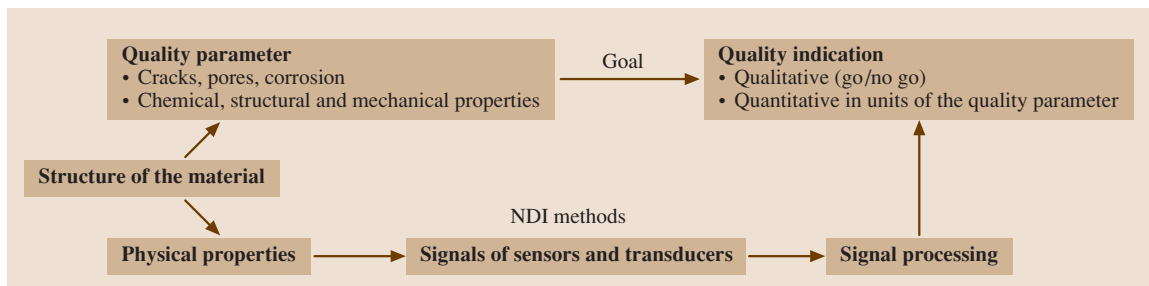 Quality parameter
• Cracks, pores, corrosion
• Chemical, structural and mechanical properties
Goal
Quality indication
• Qualitative (go/no go)
• Quantitative in units of the quality parameter
Structure of the material
NDI methods
Physical properties
Signals of sensors and transducers
Signal processing